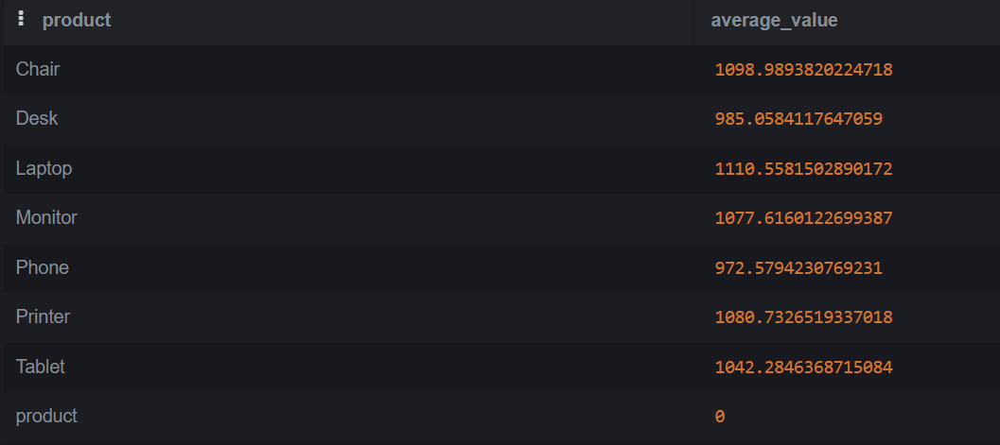 product average_value
Chair 1098.9893820224718
Desk 985.0584117647059
Laptop 1110.5581502890172
Monitor 1077.6160122699387
Phone 972.5794230769231
Printer 1080.7326519337018
Tablet 1042.2846368715084
product 0